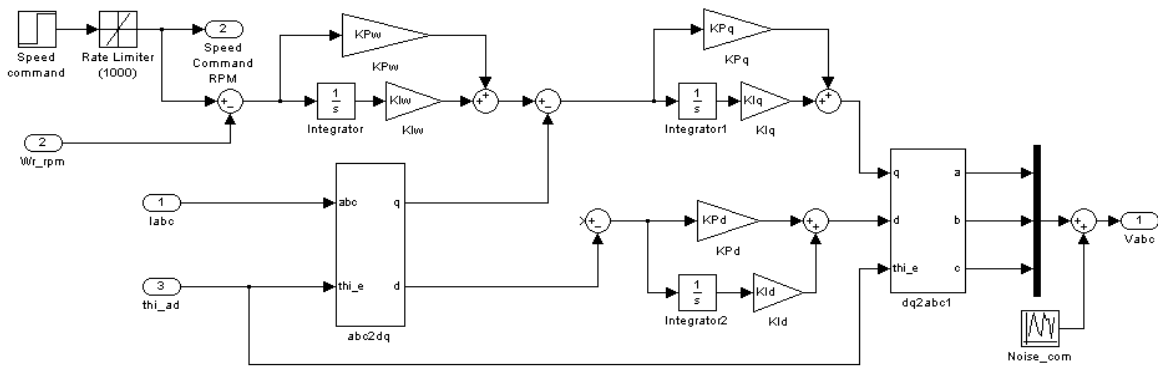 Speed
command
Rate Limiter
(1000)
2
Speed
Command
RPM
2
Wr_rpm
KPw
KPw
1
s
Integrator
KIw
KIw
KPq
KPq
1
s
Integrator1
KIq
KIq
1
Iabc
3
thi_ad
abc
thi_e
q
d
abc2dq
KPd
KPd
1
s
Integrator2
KId
KId
q
d
thi_e
a
b
c
dq2abc1
Noise_com
1
Vabc